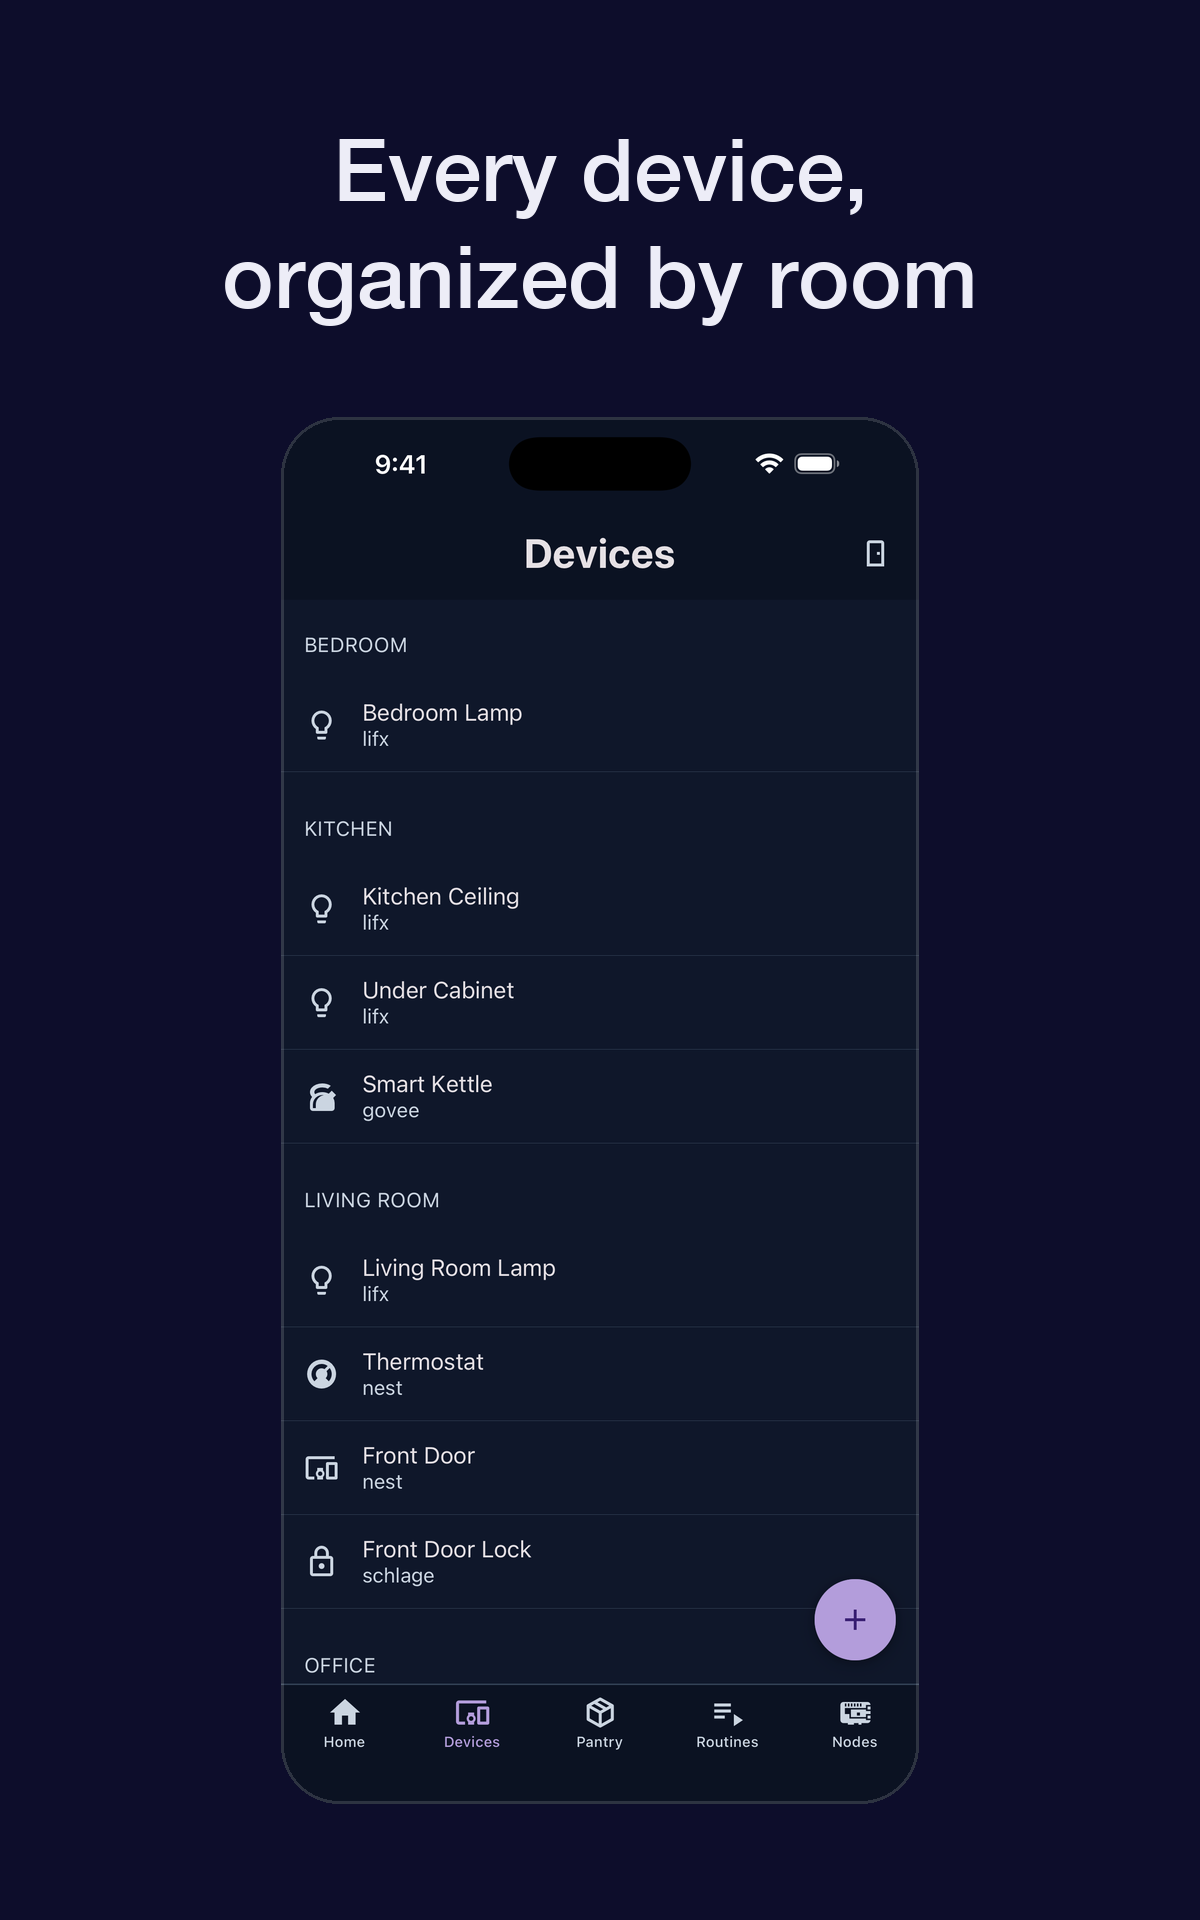 Every device,
organized by room
9:41
Devices
BEDROOM
Bedroom Lamp
lifx
KITCHEN
Kitchen Ceiling
lifx
Under Cabinet
lifx
Smart Kettle
govee
LIVING ROOM
Living Room Lamp
lifx
Thermostat
nest
Front Door
nest
Front Door Lock
schlage
+
OFFICE
Home
Devices
Pantry
Routines
Nodes